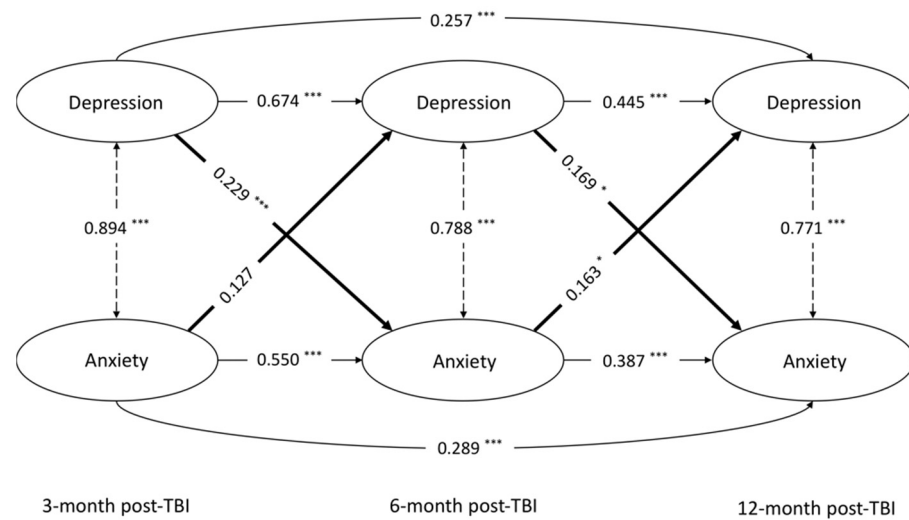 0.257 ***
Depression
0.674 ***
Depression
0.445 ***
Depression
0.229 ***
0.169 *
0.894 ***
0.788 ***
0.771 ***
0.127
0.163 *
Anxiety
0.550 ***
Anxiety
0.387 ***
Anxiety
0.289 ***
3-month post-TBI
6-month post-TBI
12-month post-TBI